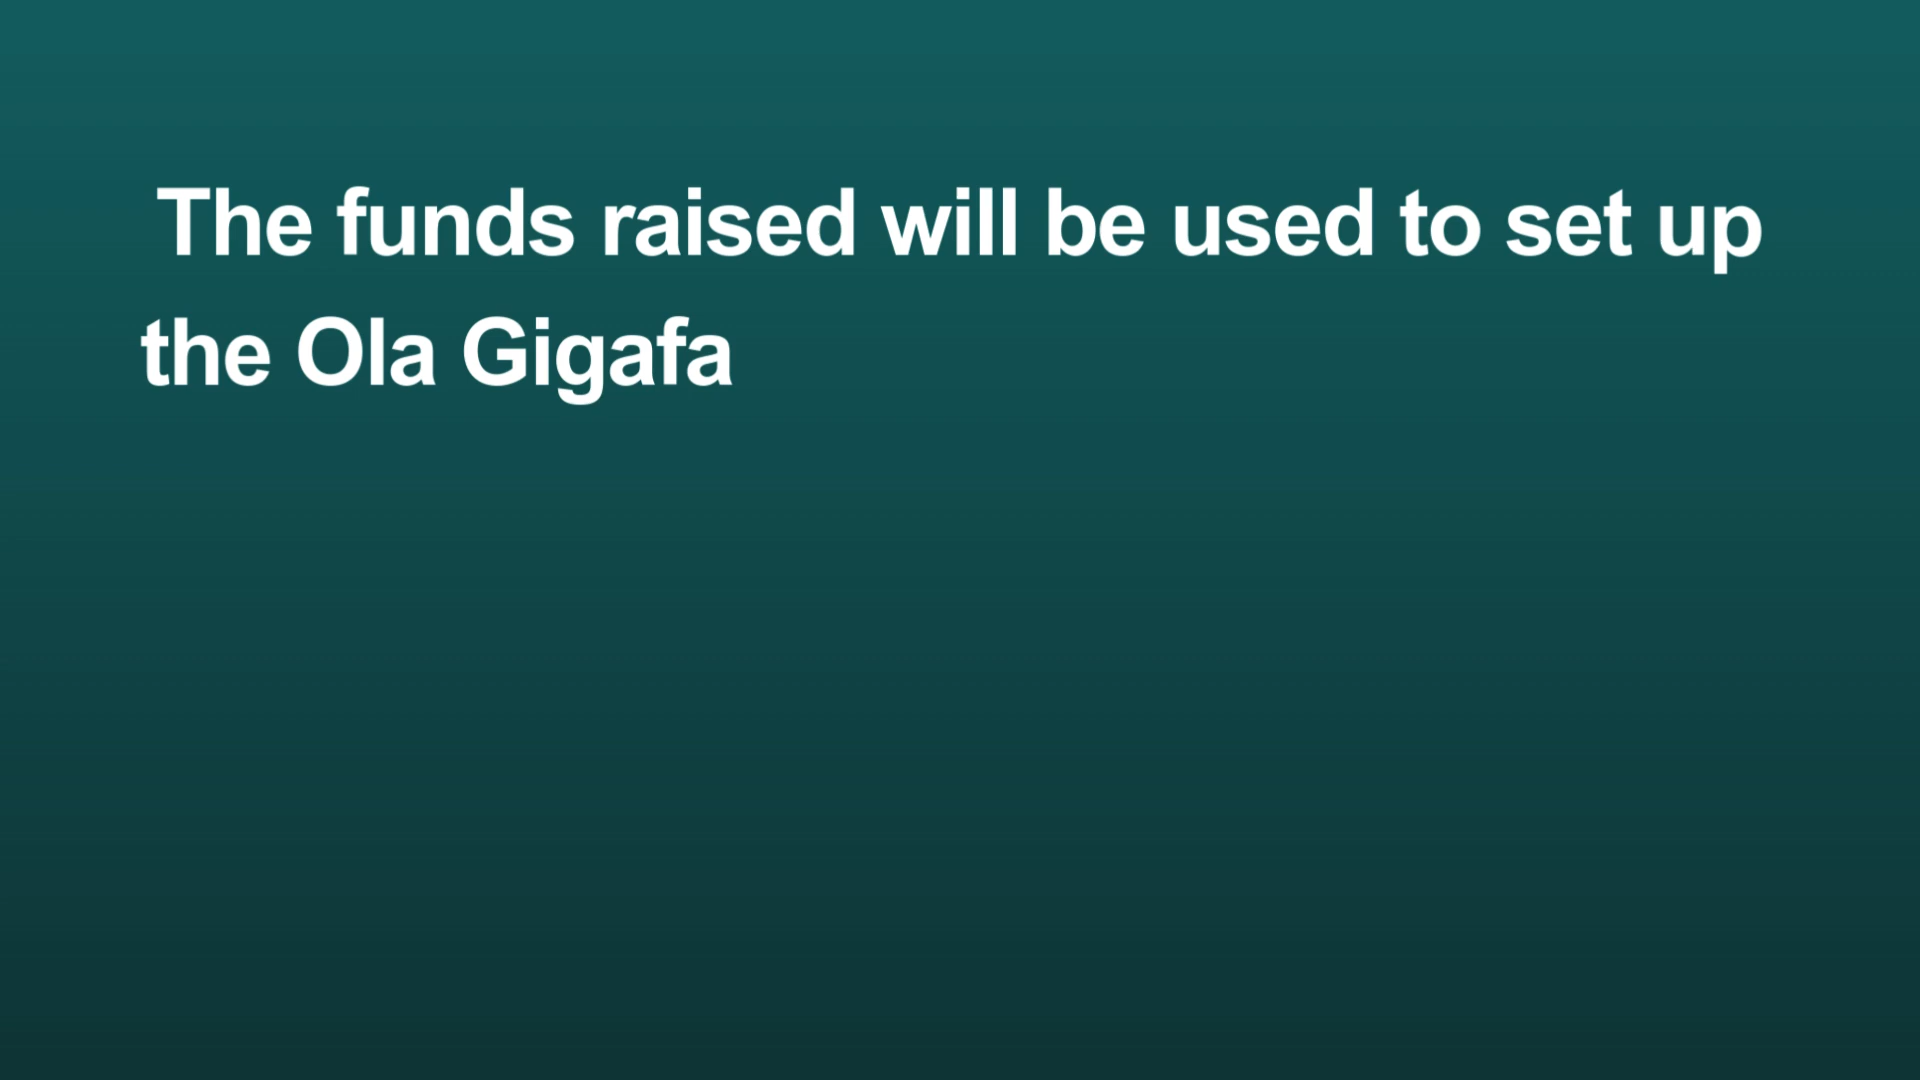 The funds raised will be used to set up
the Ola Gigafa